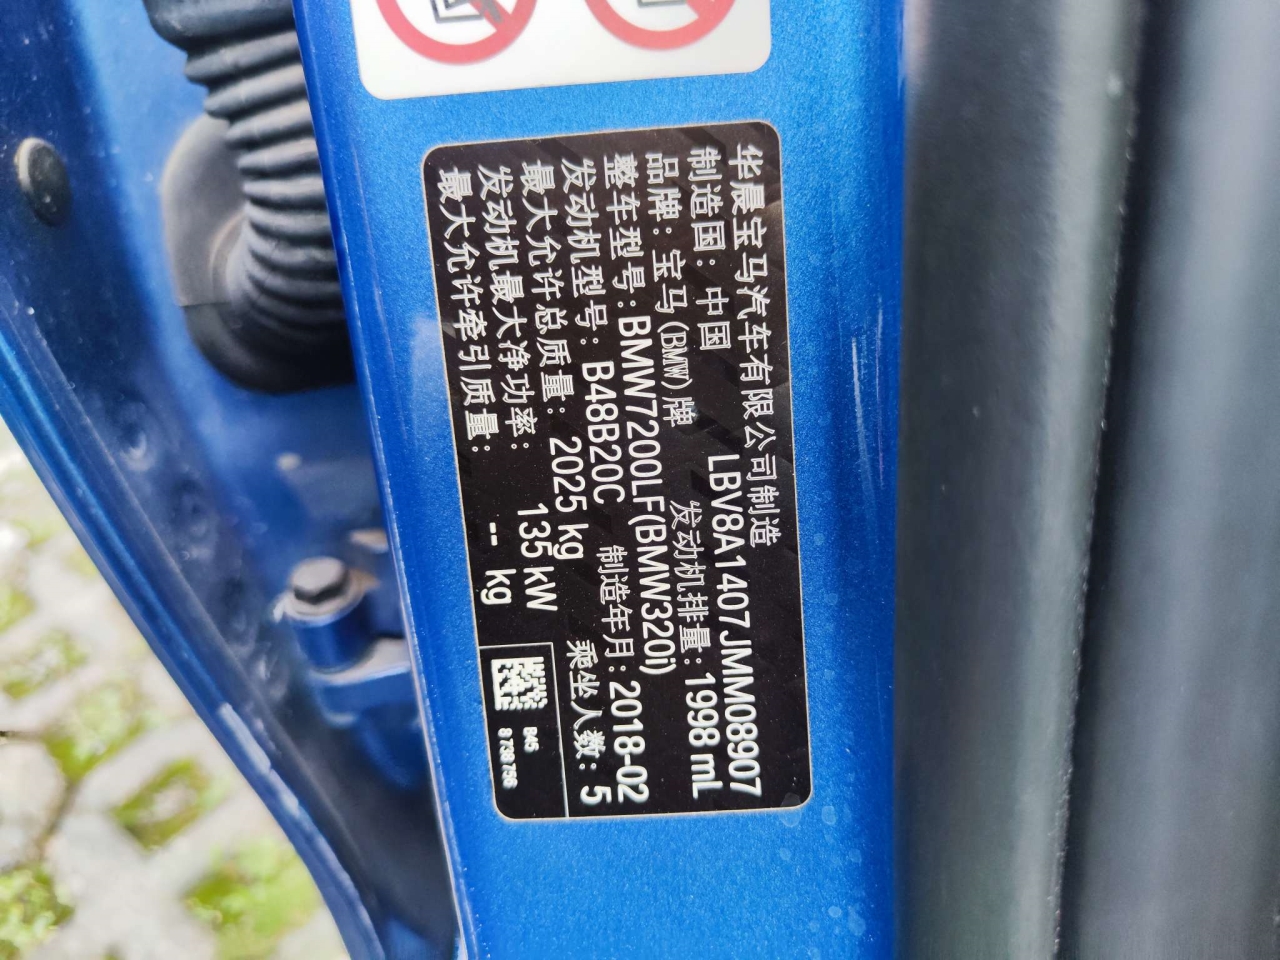 华晨宝马汽车有限公司制造
制造国：中国 LBV8A1407JMM08907
品牌：宝马(BMW)牌 发动机排量：1998 mL
整车型号：BMW7200LF(BMW320i)
发动机型号：B48B20C 制造年月：2018-02
最大允许总质量：2025 kg 乘坐人数：5
发动机最大净功率：135 kW
最大允许牵引质量：-- kg
B45
8 738 756